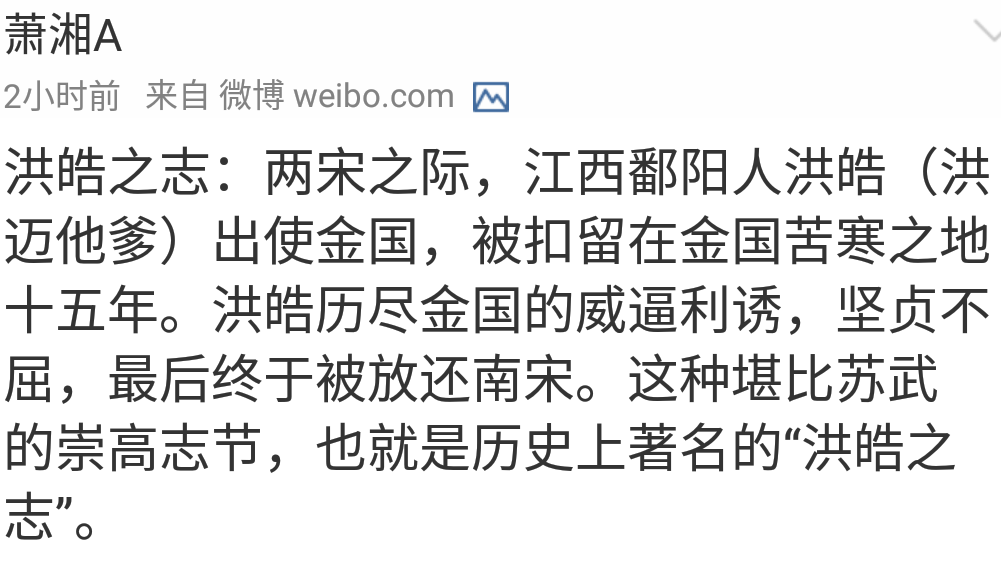 萧湘A
2小时前 来自 微博 weibo.com
洪皓之志：两宋之际，江西鄱阳人洪皓（洪
迈他爹）出使金国，被扣留在金国苦寒之地
十五年。洪皓历尽金国的威逼利诱，坚贞不
屈，最后终于被放还南宋。这种堪比苏武
的崇高志节，也就是历史上著名的“洪皓之
志”。